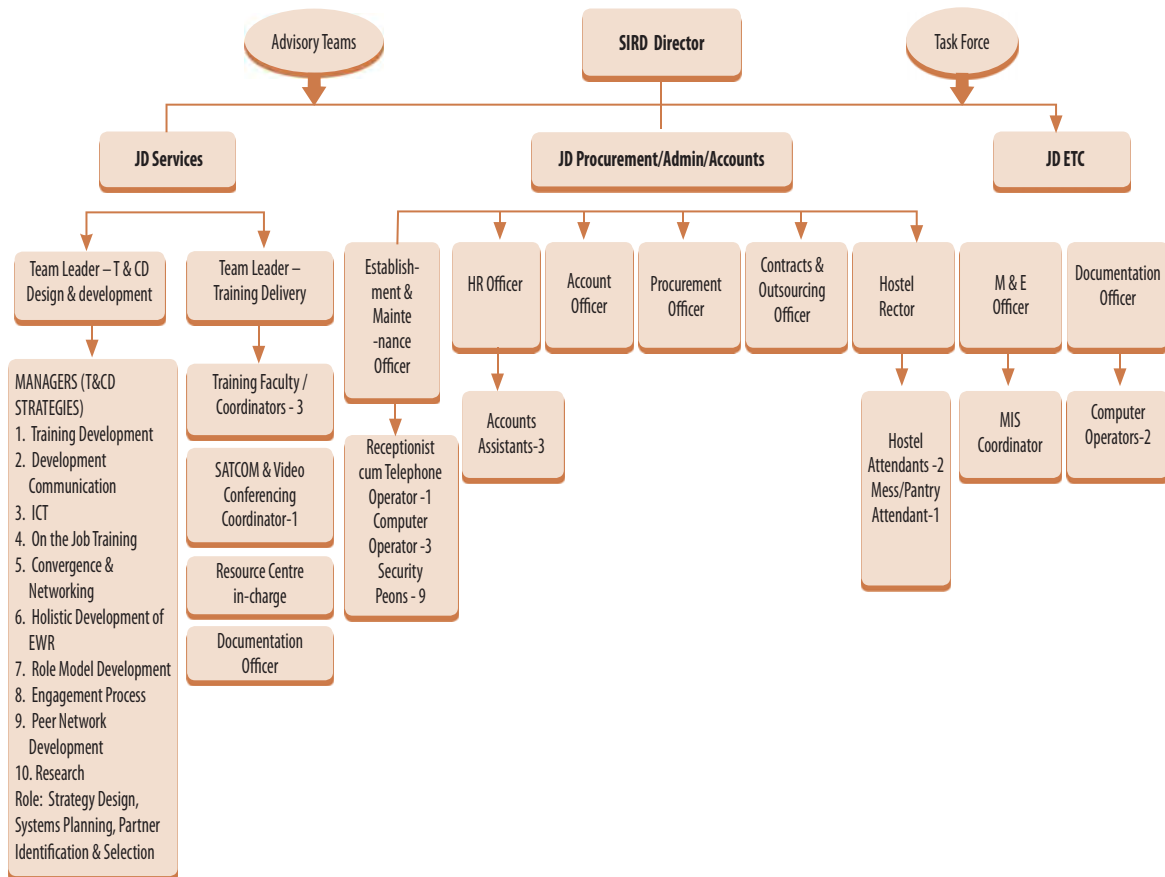 Advisory Teams
SIRD Director
Task Force
JD Services
JD Procurement/Admin/Accounts
JD ETC
Team Leader – T & CD
Design & development
Team Leader –
Training Delivery
Establish-
ment &
Mainte
-nance
Officer
HR Officer
Account
Officer
Procurement
Officer
Contracts &
Outsourcing
Officer
Hostel
Rector
M & E
Officer
Documentation
Officer
MANAGERS (T&CD
STRATEGIES)
1. Training Development
2. Development
Communication
3. ICT
4. On the Job Training
5. Convergence &
Networking
6. Holistic Development of
EWR
7. Role Model Development
8. Engagement Process
9. Peer Network
Development
10. Research
Role: Strategy Design,
Systems Planning, Partner
Identification & Selection
Training Faculty /
Coordinators - 3
SATCOM & Video
Conferencing
Coordinator-1
Resource Centre
in-charge
Documentation
Officer
Receptionist
cum Telephone
Operator -1
Computer
Operator -3
Security
Peons - 9
Accounts
Assistants-3
Hostel
Attendants -2
Mess/Pantry
Attendant-1
MIS
Coordinator
Computer
Operators-2